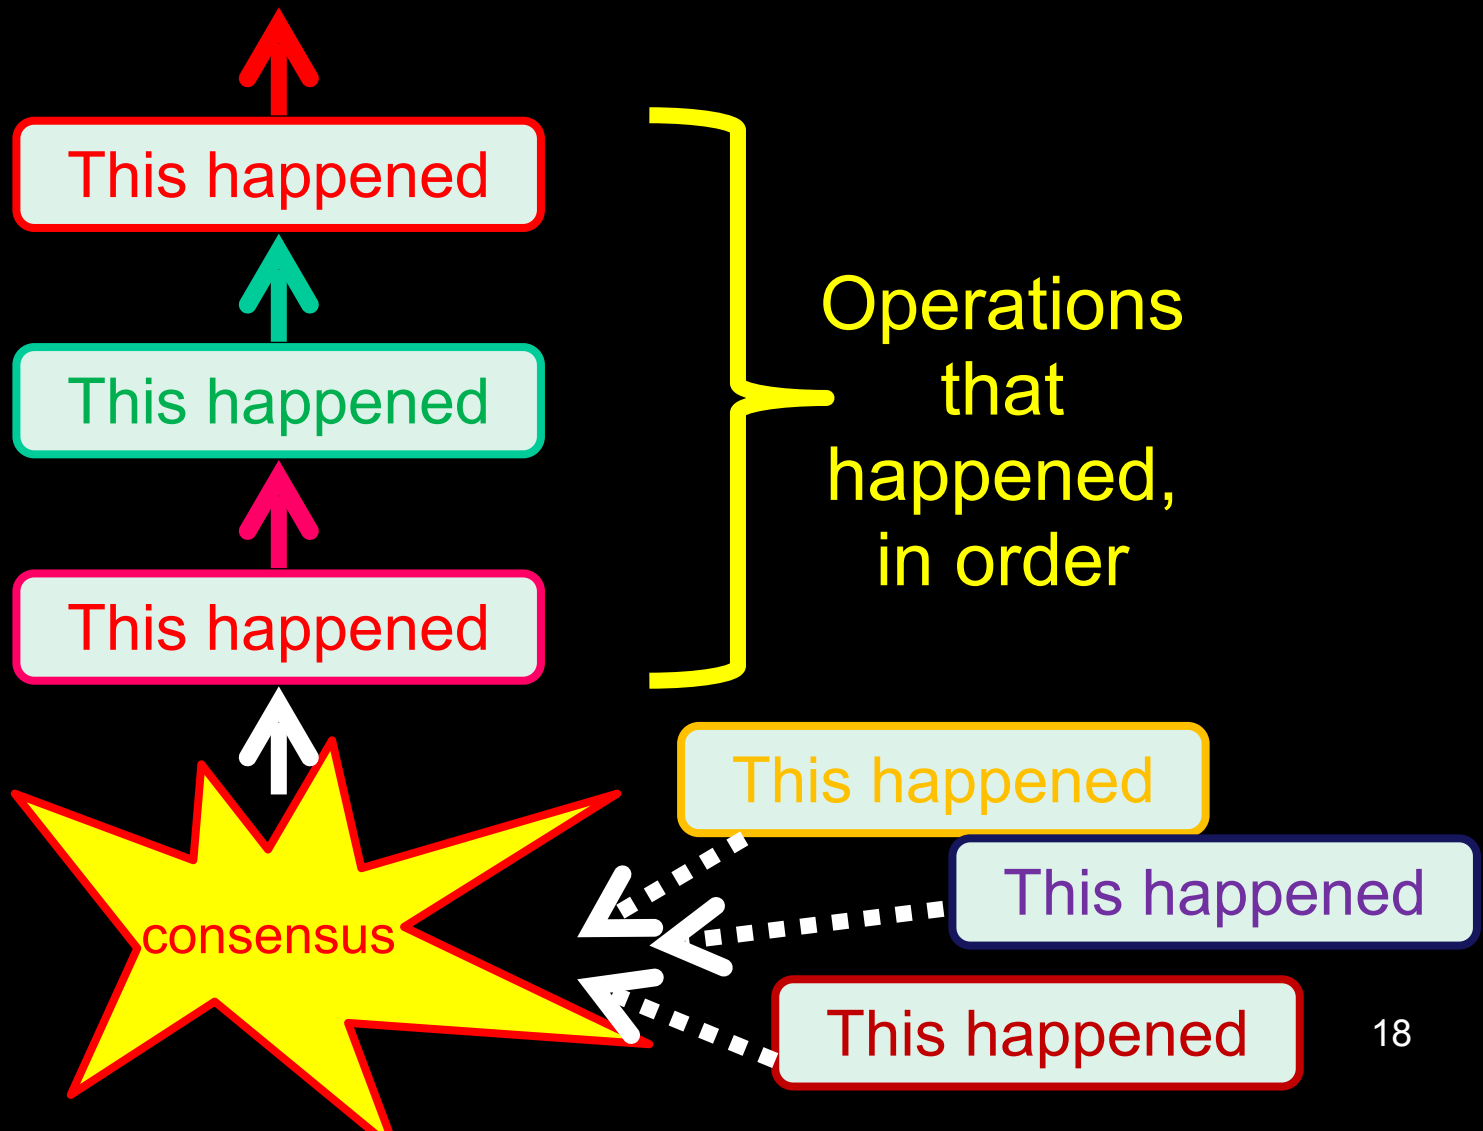 This happened
This happened
This happened
Operations
that
happened,
in order
consensus
This happened
This happened
This happened
18